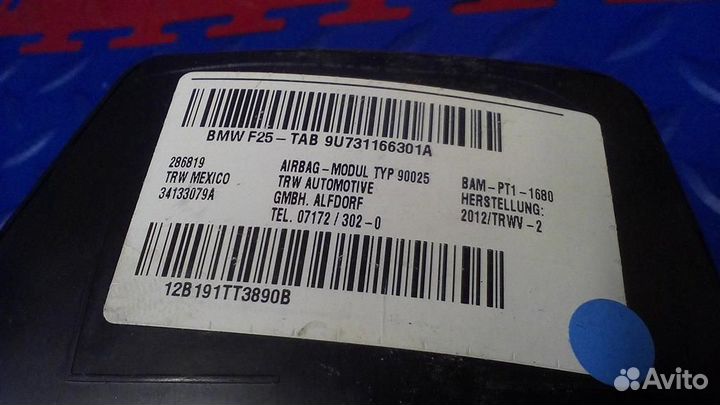 BMW F25-TAB 9U731166301A
286819
TRW MEXICO
34133079A
AIRBAG-MODUL TYP 90025
TRW AUTOMOTIVE
GMBH. ALFDORF
TEL. 07172/302-0
BAM-PT1-1680
HERSTELLUNG:
2012/TRWV-2
12B191TT3890B
Avito